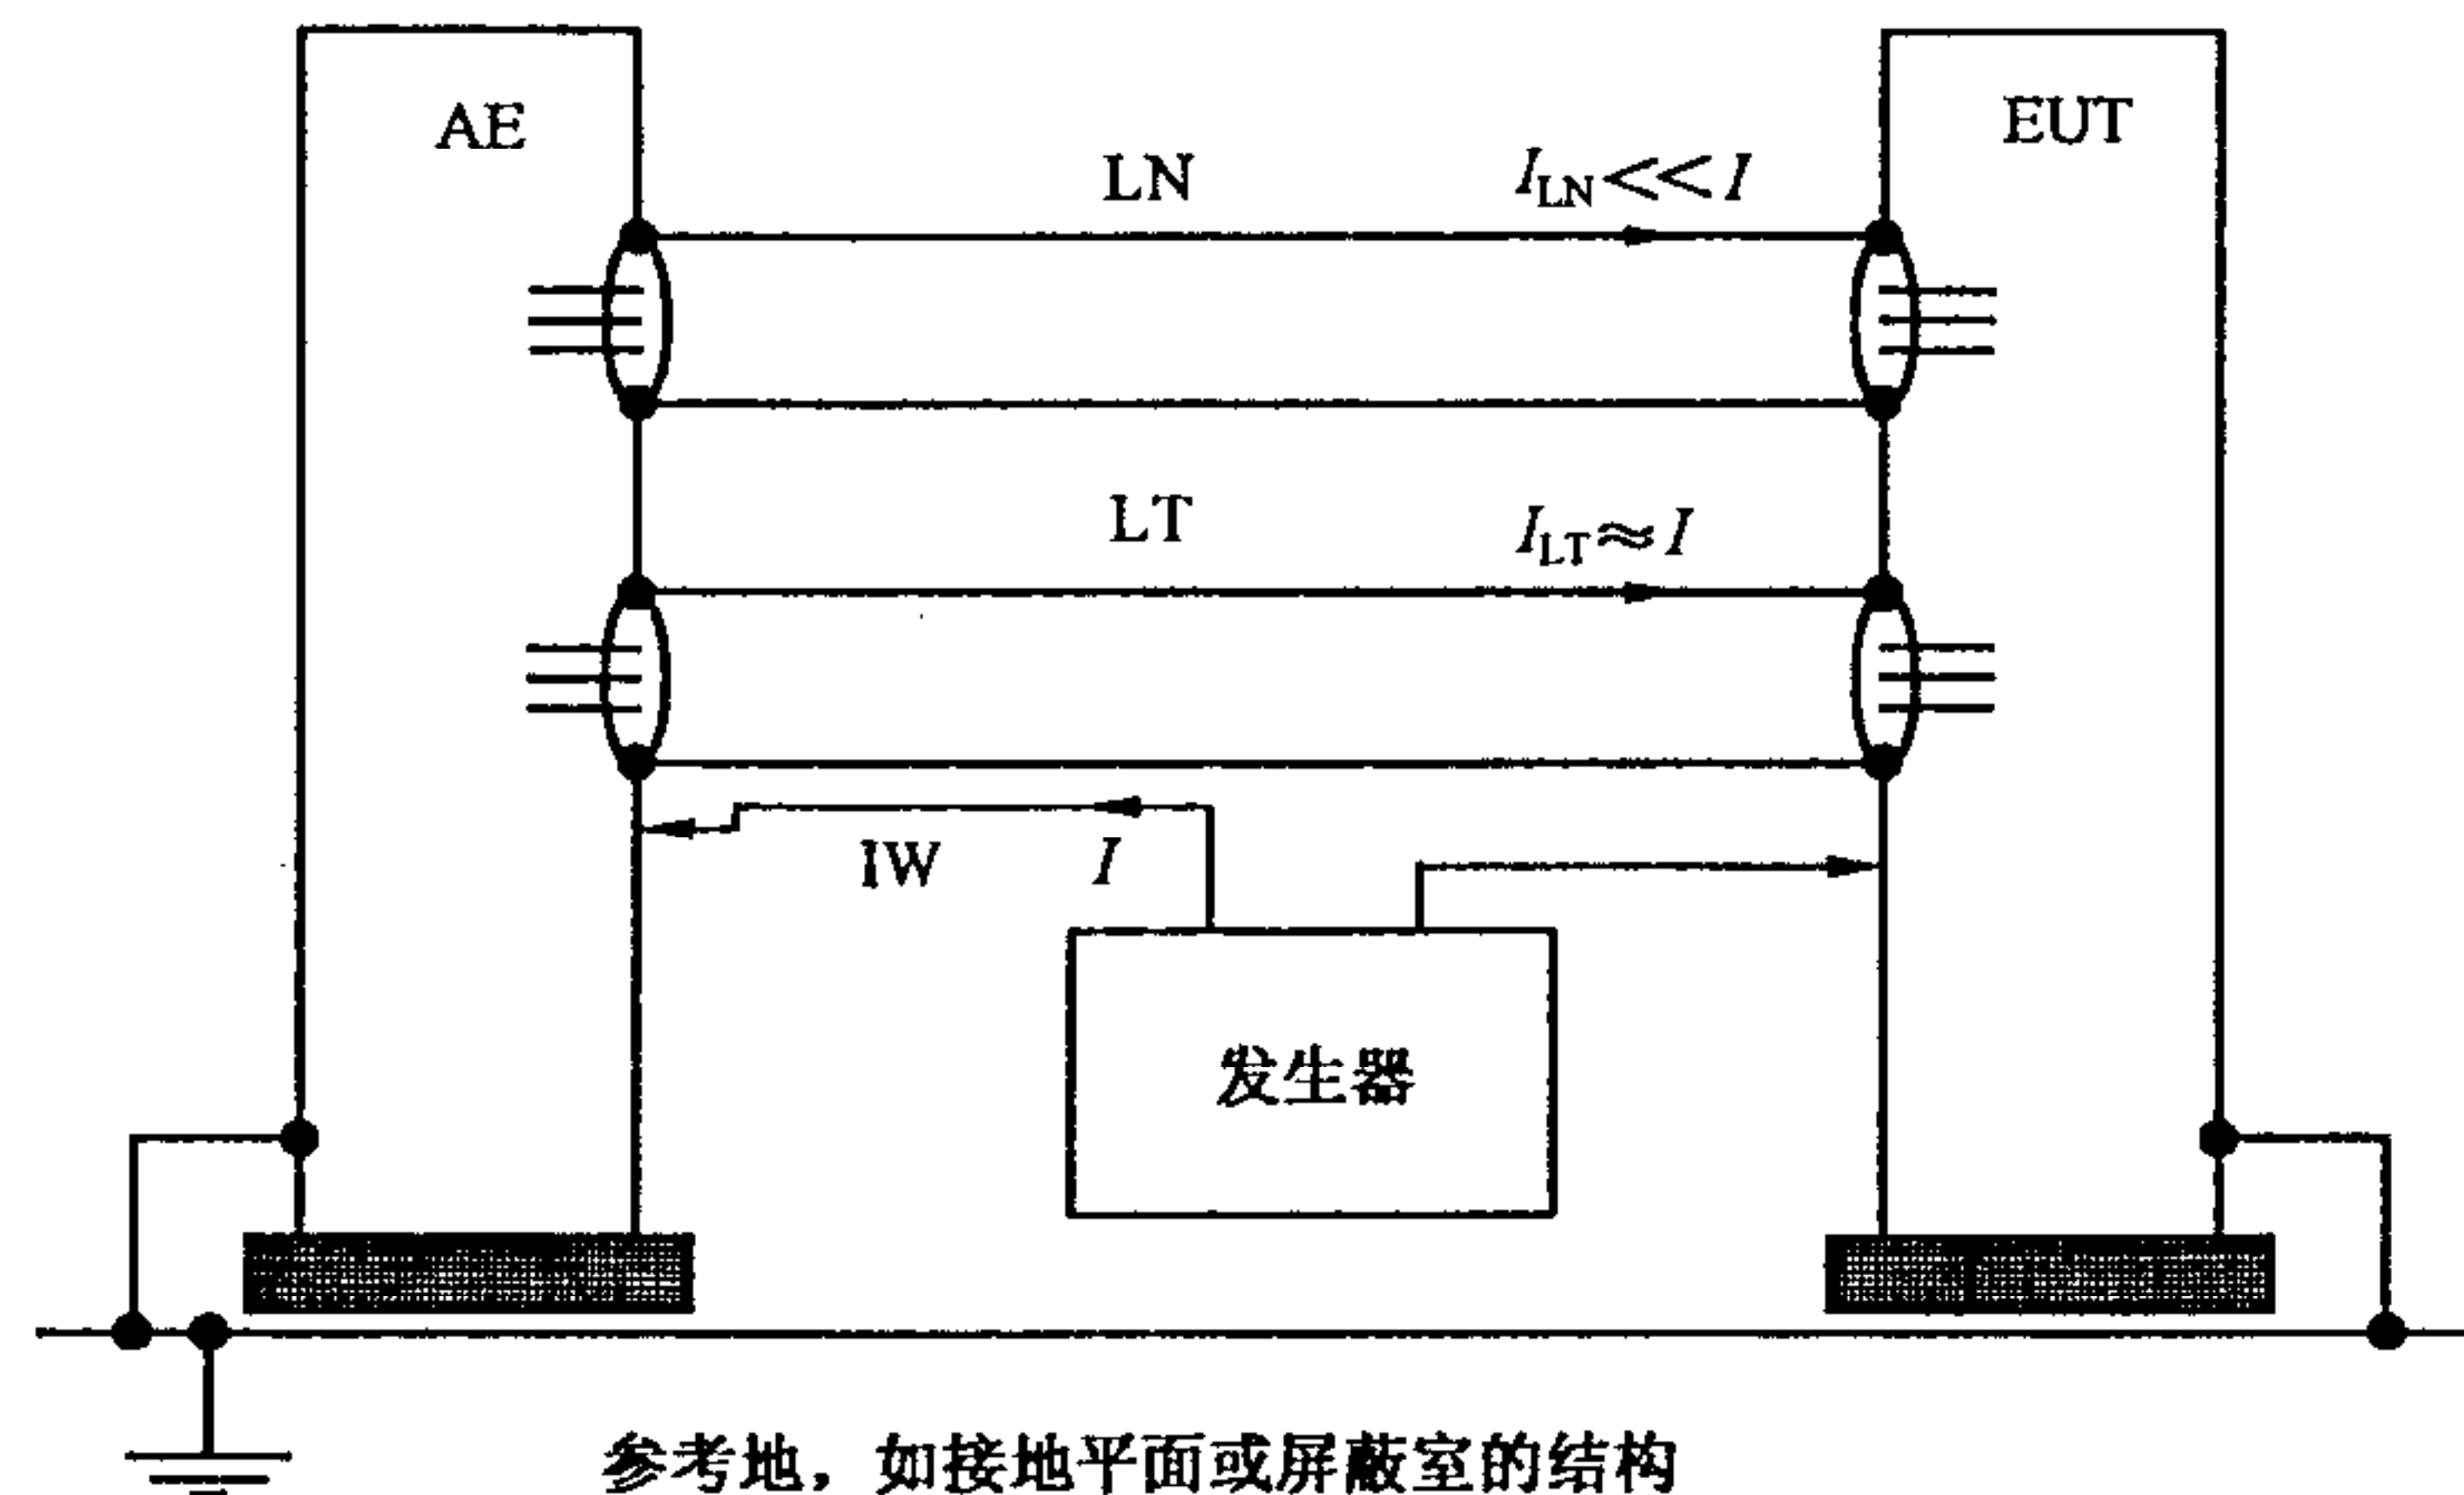 AE
EUT
LN
I_LN<<I
LT
I_LT≈I
IW
I
发生器
参考地，如接地平面或屏蔽室的结构